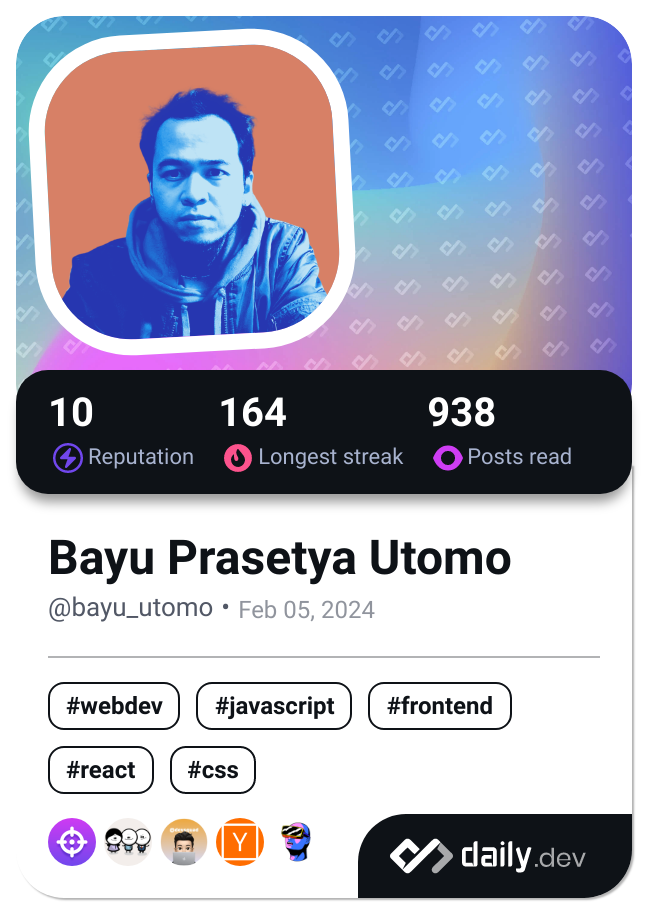 10 164 938
Reputation Longest streak Posts read
Bayu Prasetya Utomo
@bayu_utomo • Feb 05, 2024
#webdev #javascript #frontend
#react #css
Y
daily.dev